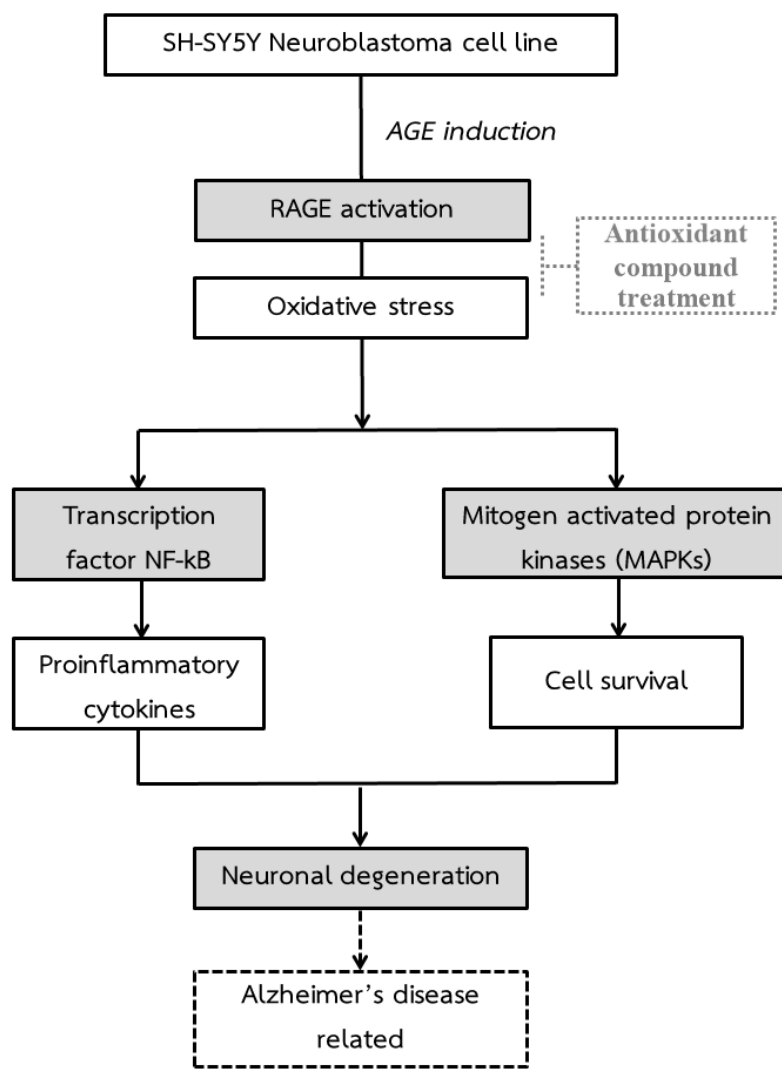 SH-SY5Y Neuroblastoma cell line
AGE induction
RAGE activation
Antioxidant
compound
treatment
Oxidative stress
Transcription
factor NF-kB
Mitogen activated protein
kinases (MAPKs)
Proinflammatory
cytokines
Cell survival
Neuronal degeneration
Alzheimer's disease
related